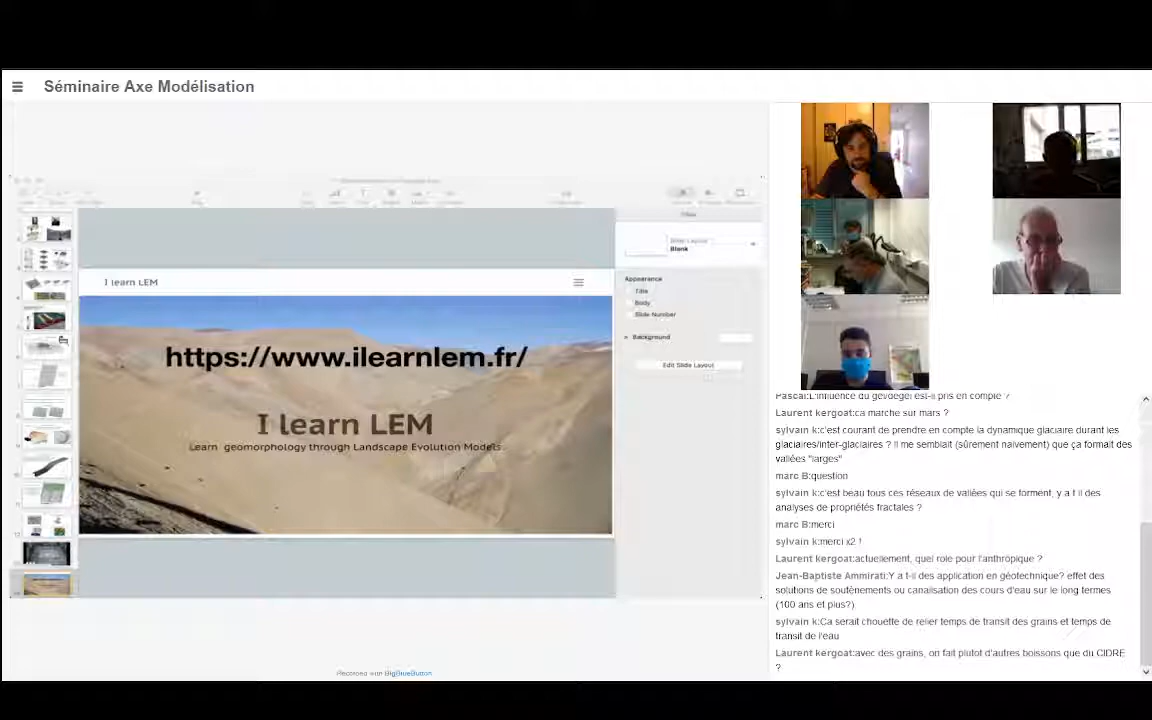 Séminaire Axe Modélisation
I learn LEM
https://www.ilearnlem.fr/
I learn LEM
Learn geomorphology through Landscape Evolution Models
Blank
Appearance
Title
Body
Slide Number
Background
Edit Slide Layout
Recorded with BigBlueButton
Pascal:L'influence du gel/dégel est-il pris en compte ?
Laurent kergoat:ca marche sur mars ?
sylvain k:c'est courant de prendre en compte la dynamique glaciaire durant les
glaciaires/inter-glaciaires ? Il me semblait (sûrement naïvement) que ça formait des
vallées "larges"
marc B:question
sylvain k:c'est beau tous ces réseaux de vallées qui se forment, y a t il des
analyses de propriétés fractales ?
marc B:merci
sylvain k:merci x2 !
Laurent kergoat:actuellement, quel role pour l'anthropique ?
Jean-Baptiste Ammirati:Y a t-il des application en géotechnique? effet des
solutions de soutènements ou canalisation des cours d'eau sur le long termes
(100 ans et plus?)
sylvain k:Ca serait chouette de relier temps de transit des grains et temps de
transit de l'eau
Laurent kergoat:avec des grains, on fait plutot d'autres boissons que du CIDRE
?